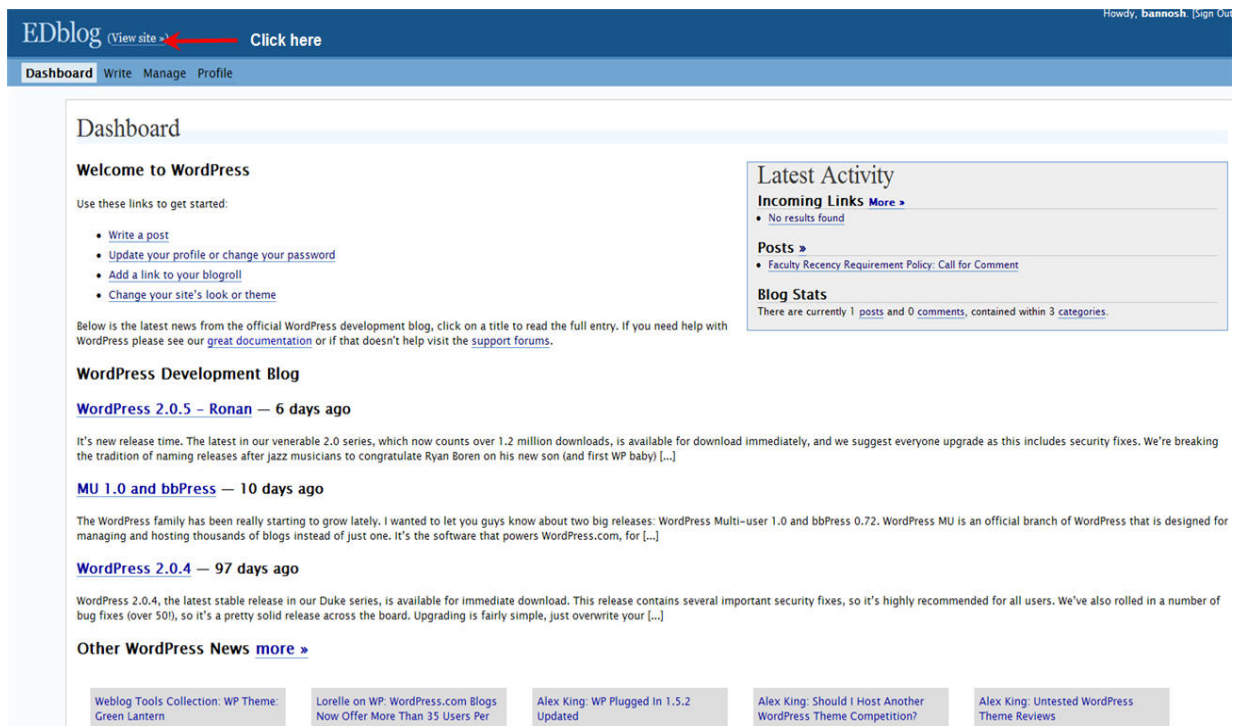 Howdy, bannosh. [Sign Out
EDblog (View site »)
Click here
Dashboard Write Manage Profile
Dashboard
Welcome to WordPress
Use these links to get started:
• Write a post
• Update your profile or change your password
• Add a link to your blogroll
• Change your site's look or theme
Below is the latest news from the official WordPress development blog, click on a title to read the full entry. If you need help with
WordPress please see our great documentation or if that doesn't help visit the support forums.
Latest Activity
Incoming Links More »
• No results found
Posts »
• Faculty Recency Requirement Policy: Call for Comment
Blog Stats
There are currently 1 posts and 0 comments, contained within 3 categories.
WordPress Development Blog
WordPress 2.0.5 – Ronan — 6 days ago
It's new release time. The latest in our venerable 2.0 series, which now counts over 1.2 million downloads, is available for download immediately, and we suggest everyone upgrade as this includes security fixes. We're breaking
the tradition of naming releases after jazz musicians to congratulate Ryan Boren on his new son (and first WP baby) [...]
MU 1.0 and bbPress — 10 days ago
The WordPress family has been really starting to grow lately. I wanted to let you guys know about two big releases: WordPress Multi-user 1.0 and bbPress 0.72. WordPress MU is an official branch of WordPress that is designed for
managing and hosting thousands of blogs instead of just one. It's the software that powers WordPress.com, for [...]
WordPress 2.0.4 — 97 days ago
WordPress 2.0.4, the latest stable release in our Duke series, is available for immediate download. This release contains several important security fixes, so it's highly recommended for all users. We've also rolled in a number of
bug fixes (over 50!), so it's a pretty solid release across the board. Upgrading is fairly simple, just overwrite your [...]
Other WordPress News more »
Weblog Tools Collection: WP Theme:
Green Lantern
Lorelle on WP: WordPress.com Blogs
Now Offer More Than 35 Users Per
Alex King: WP Plugged In 1.5.2
Updated
Alex King: Should I Host Another
WordPress Theme Competition?
Alex King: Untested WordPress
Theme Reviews